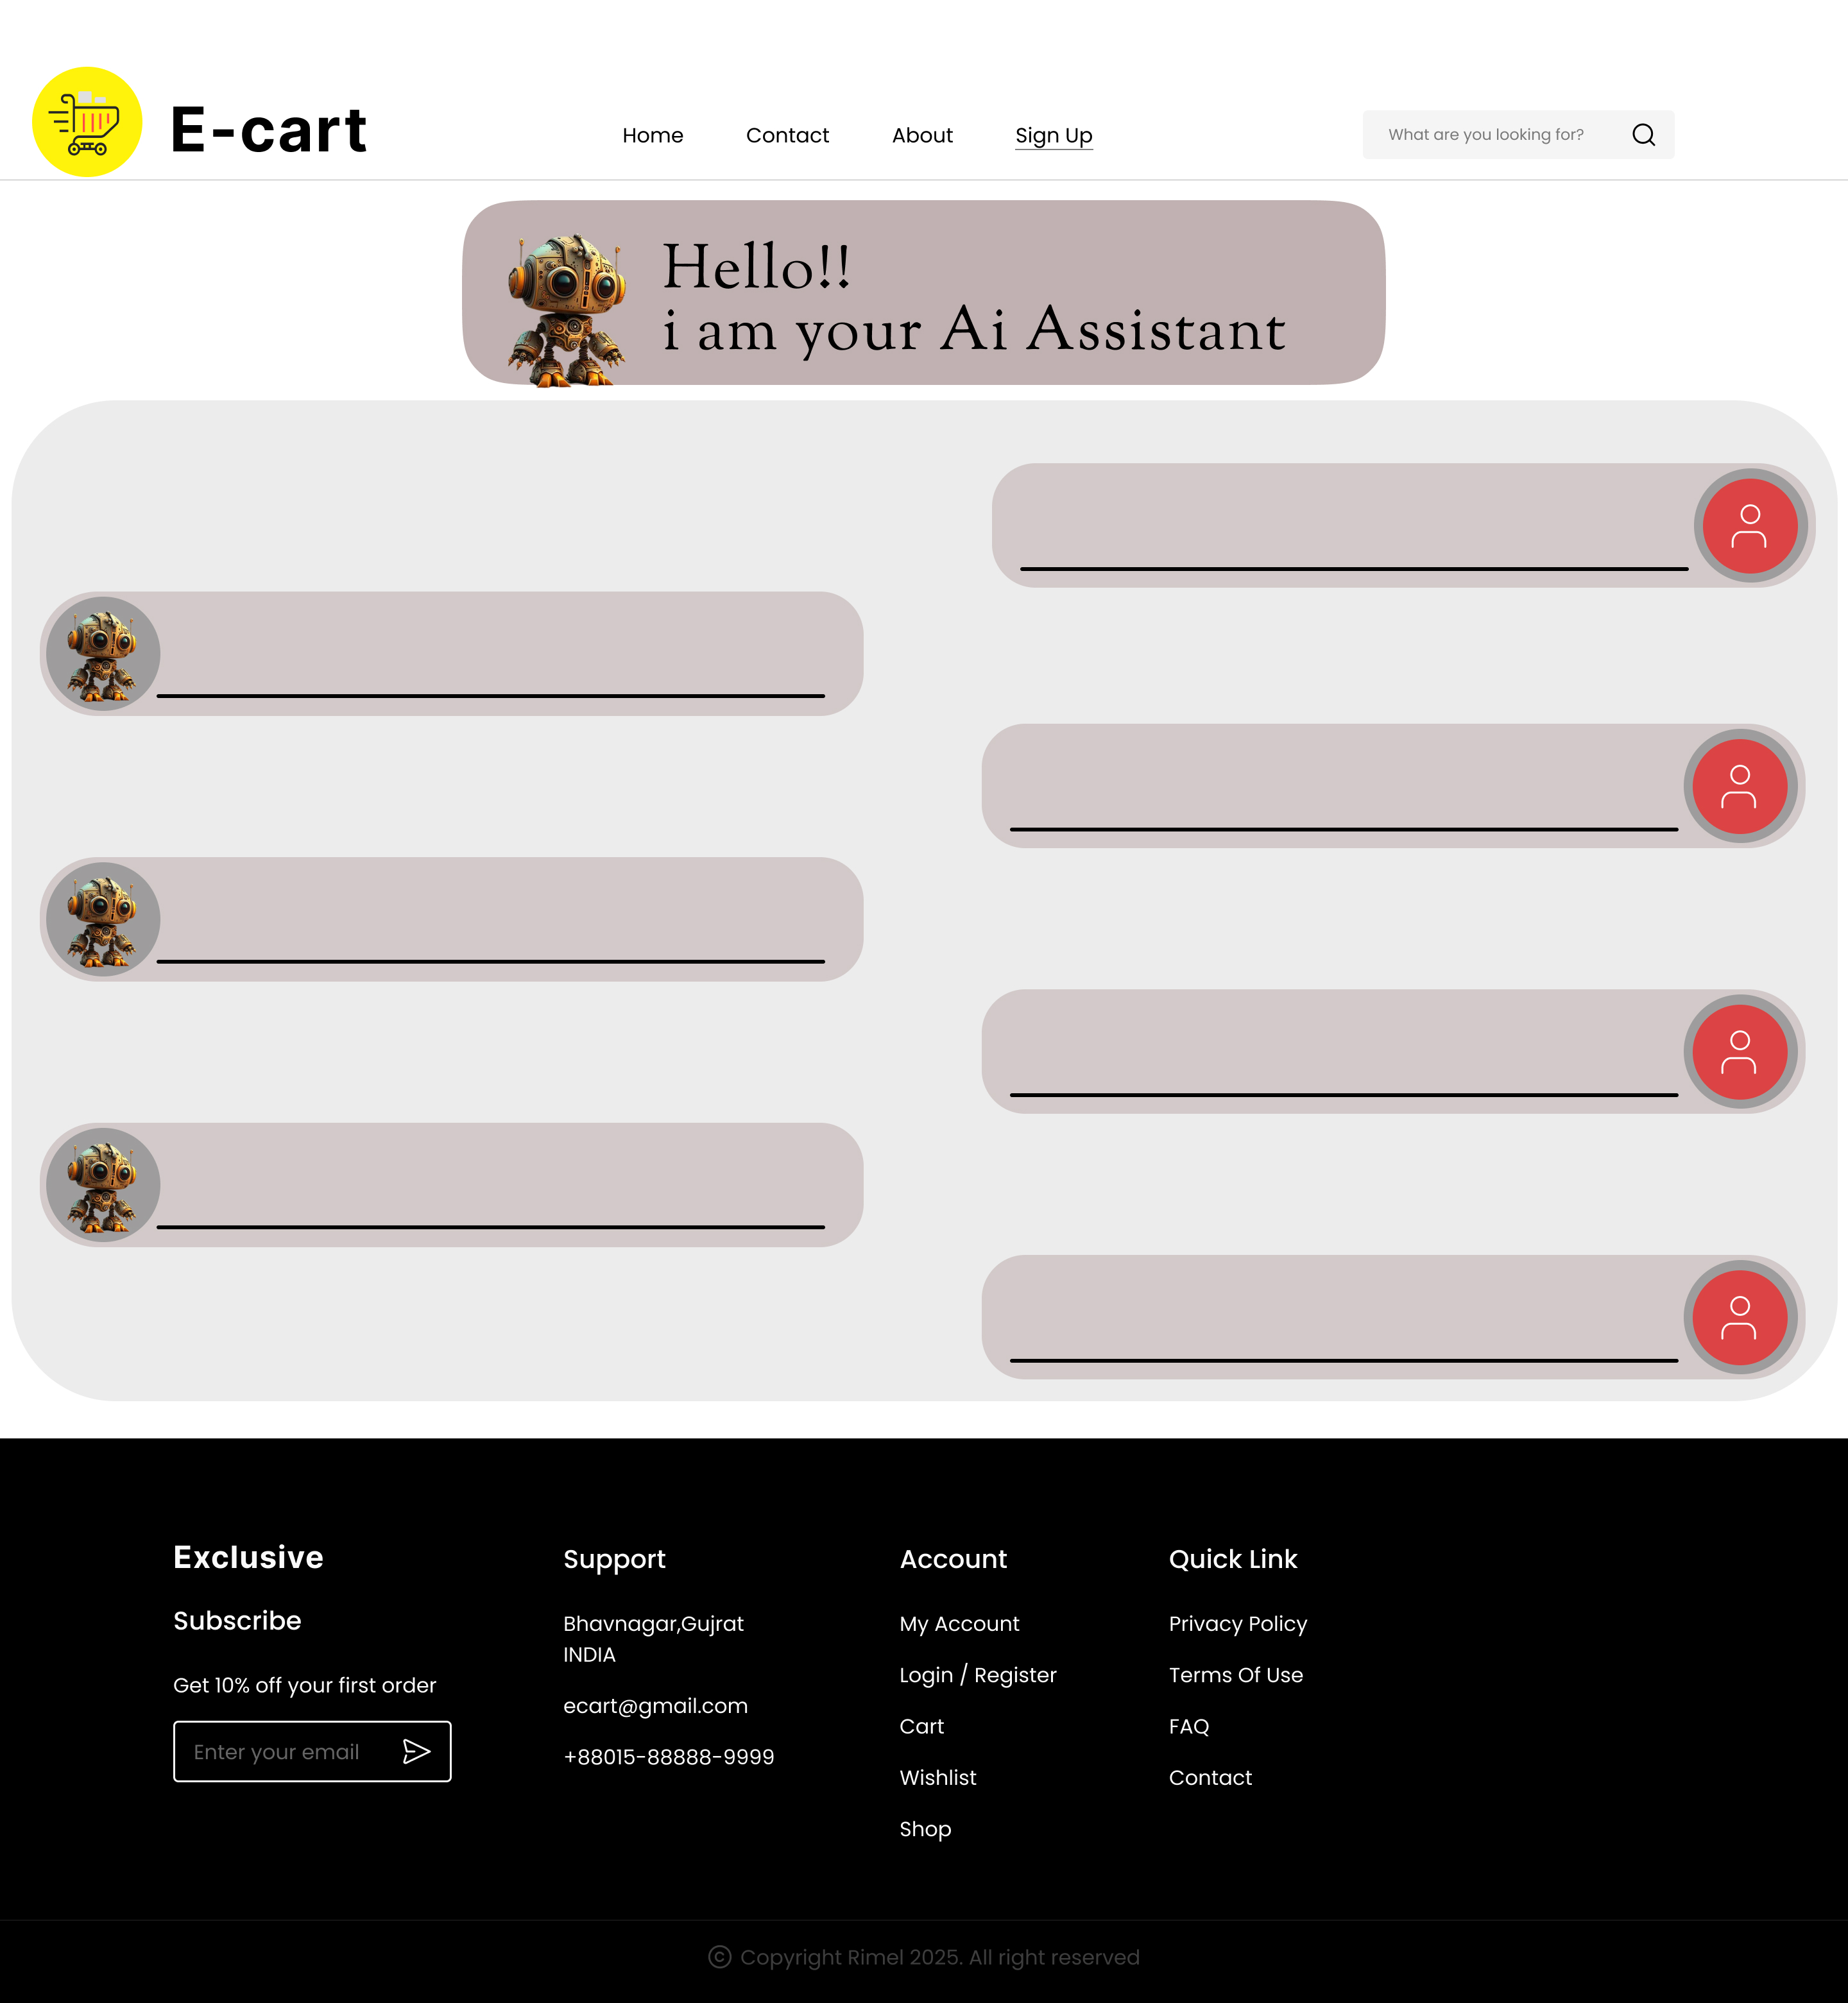 E-cart
Home
Contact
About
Sign Up
What are you looking for?
Hello!!
i am your Ai Assistant
Exclusive
Subscribe
Get 10% off your first order
Enter your email
Support
Bhavnagar,Gujrat
INDIA
ecart@gmail.com
+88015-88888-9999
Account
My Account
Login / Register
Cart
Wishlist
Shop
Quick Link
Privacy Policy
Terms Of Use
FAQ
Contact
© Copyright Rimel 2025. All right reserved